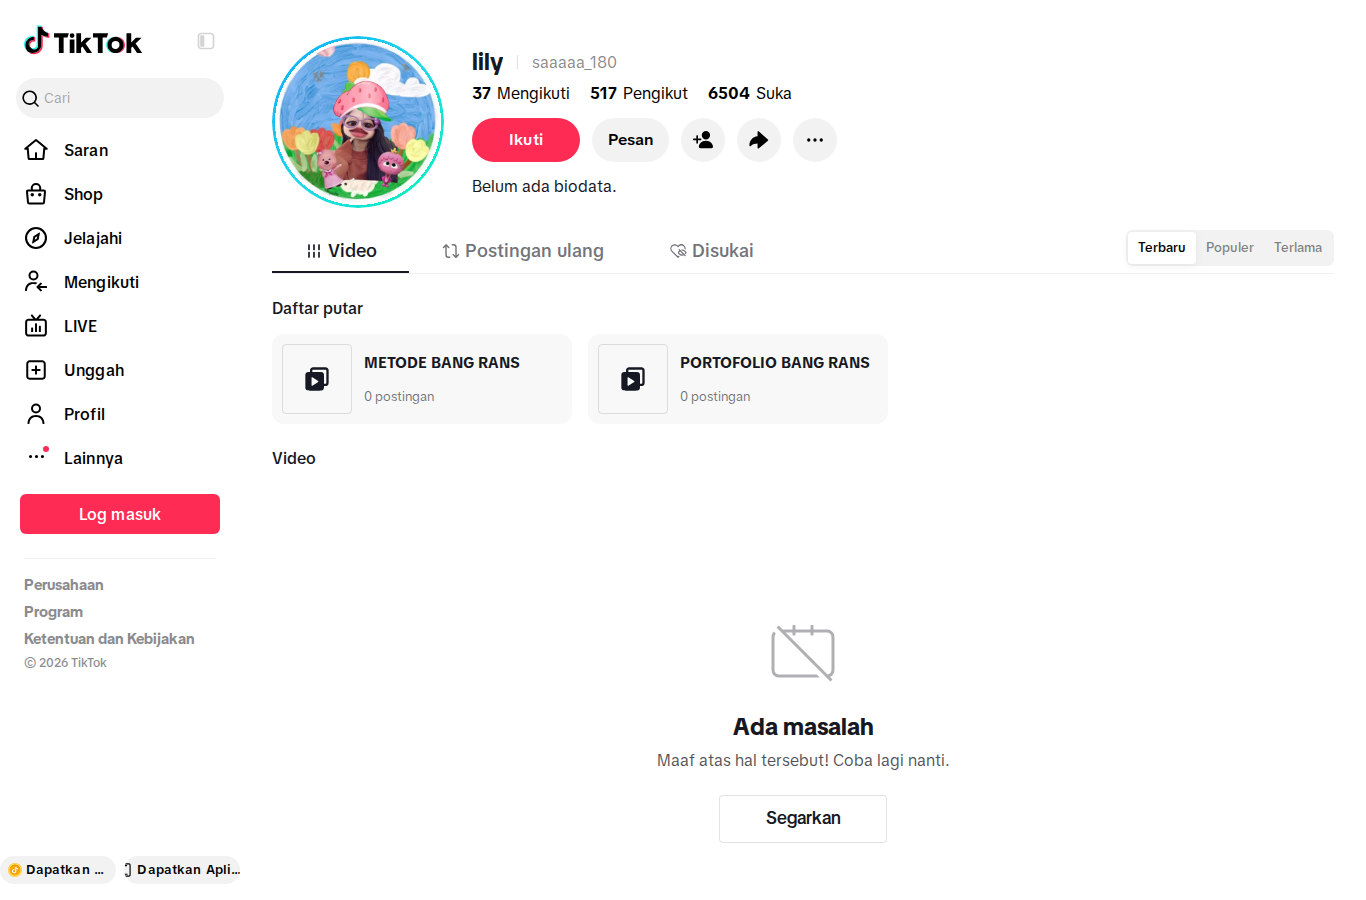 TikTok
Cari
Saran
Shop
Jelajahi
Mengikuti
LIVE
Unggah
Profil
Lainnya
Log masuk
Perusahaan
Program
Ketentuan dan Kebijakan
© 2026 TikTok
Dapatkan ...
Dapatkan Apli...
lily
saaaaa_180
37 Mengikuti 517 Pengikut 6504 Suka
Ikuti
Pesan
Belum ada biodata.
Video
Postingan ulang
Disukai
Terbaru
Populer
Terlama
Daftar putar
METODE BANG RANS
0 postingan
PORTOFOLIO BANG RANS
0 postingan
Video
Ada masalah
Maaf atas hal tersebut! Coba lagi nanti.
Segarkan